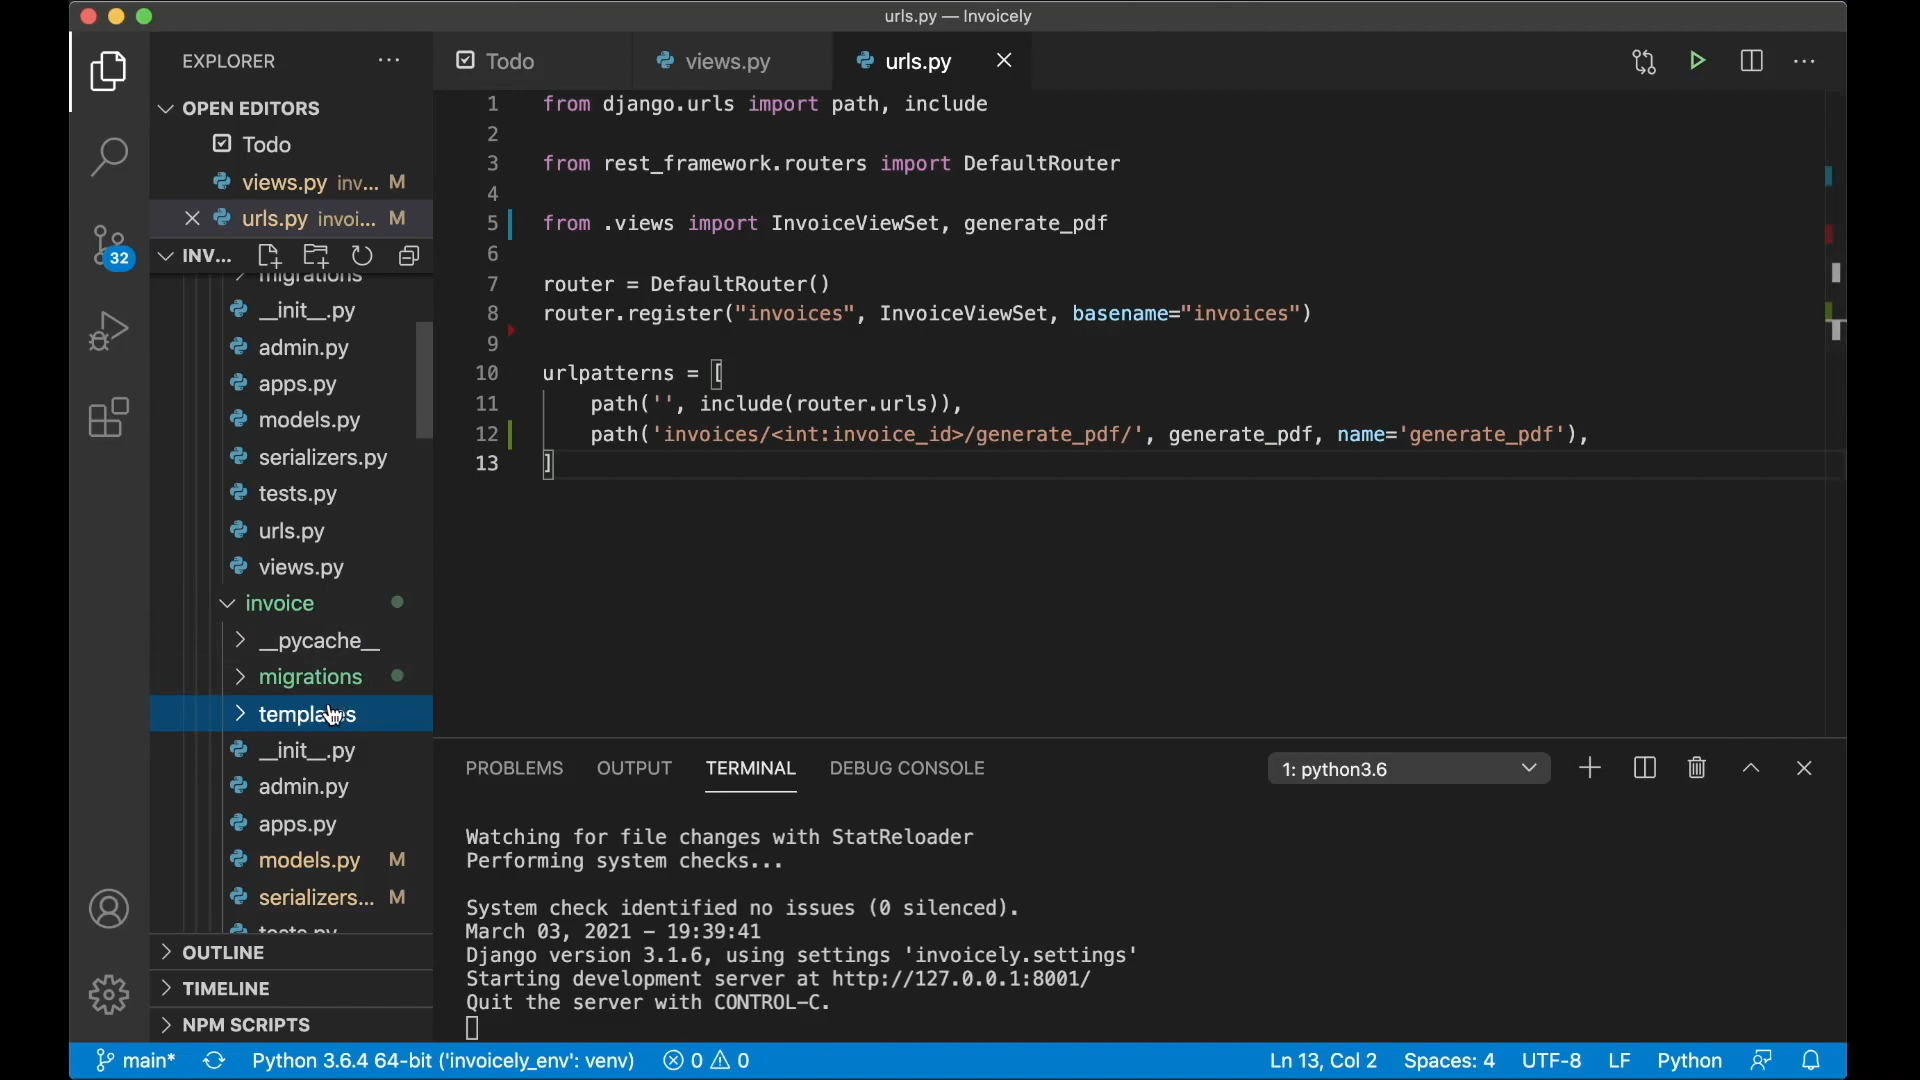 urls.py — Invoicely
EXPLORER
Todo
views.py
urls.py
OPEN EDITORS
Todo
views.py inv... M
urls.py invoi... M
32
INV...
migrations
__init__.py
admin.py
apps.py
models.py
serializers.py
tests.py
urls.py
views.py
invoice
__pycache__
migrations
templates
__init__.py
admin.py
apps.py
models.py M
serializers... M
tests.py
OUTLINE
TIMELINE
NPM SCRIPTS
1 from django.urls import path, include
2
3 from rest_framework.routers import DefaultRouter
4
5 from .views import InvoiceViewSet, generate_pdf
6
7 router = DefaultRouter()
8 router.register("invoices", InvoiceViewSet, basename="invoices")
9
10 urlpatterns = [
11 path('', include(router.urls)),
12 path('invoices/<int:invoice_id>/generate_pdf/', generate_pdf, name='generate_pdf'),
13 ]
PROBLEMS OUTPUT TERMINAL DEBUG CONSOLE
1: python3.6
Watching for file changes with StatReloader
Performing system checks...
System check identified no issues (0 silenced).
March 03, 2021 - 19:39:41
Django version 3.1.6, using settings 'invoicely.settings'
Starting development server at http://127.0.0.1:8001/
Quit the server with CONTROL-C.
main* Python 3.6.4 64-bit ('invoicely_env': venv) 0 0 Ln 13, Col 2 Spaces: 4 UTF-8 LF Python